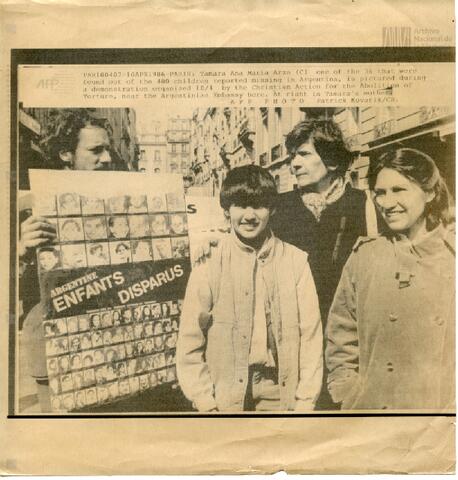 Archivo
Nacional de
AFP
PAR160407-16APR1986-PARIS: Tamara Ana Maria Arze (C) one of the 36 that were
found out of the 400 children reported missing in Argentina, is pictured during
a demonstration organized 10/4 by the Christian Action for the Abolition of
Torture, near the Argentinian Embassy here. At right is Tamara's mother.
AFP PHOTO Patrick Kovarik/CR.
S
ARGENTINE
ENFANTS
DISPARUS